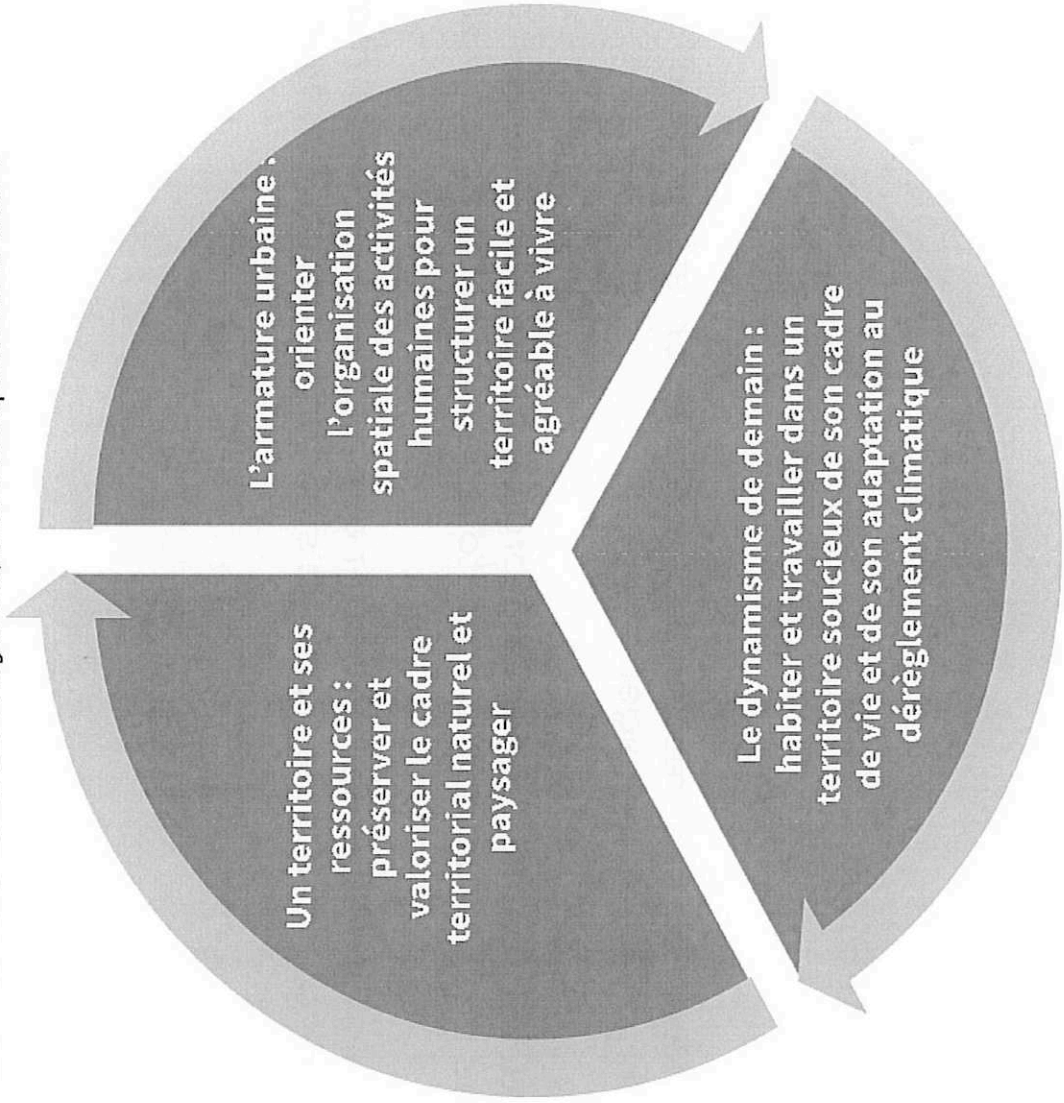 Un territoire et ses
ressources :
préserver et
valoriser le cadre
territorial naturel et
paysager
L'armature urbaine :
orienter
l'organisation
spatiale des activités
humaines pour
structurer un
territoire facile et
agréable à vivre
Le dynamisme de demain :
habiter et travailler dans un
territoire soucieux de son cadre
de vie et de son adaptation au
dérèglement climatique